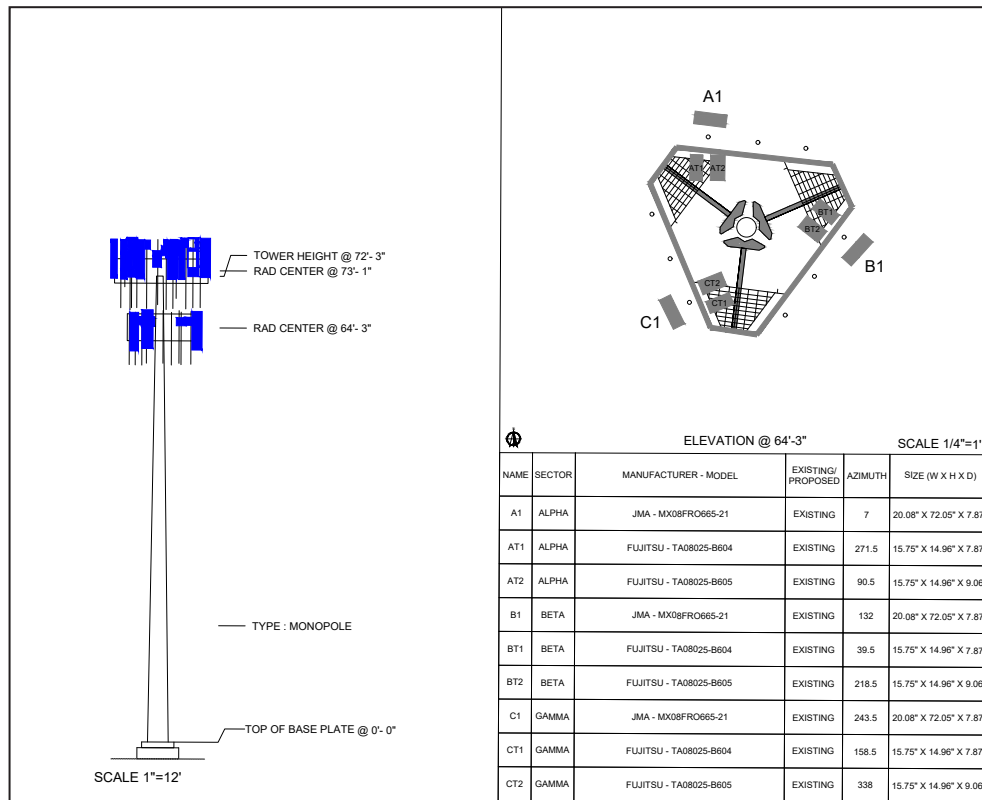 TOWER HEIGHT @ 72'- 3"
RAD CENTER @ 73'- 1"
RAD CENTER @ 64'- 3"
TYPE : MONOPOLE
TOP OF BASE PLATE @ 0'- 0"
SCALE 1"=12'
A1
AT1 AT2
BT1
BT2
B1
CT2
CT1
C1
ELEVATION @ 64'-3" SCALE 1/4"=1'
NAME SECTOR MANUFACTURER - MODEL EXISTING/ PROPOSED AZIMUTH SIZE (W X H X D)
A1 ALPHA JMA - MX08FRO665-21 EXISTING 7 20.08" X 72.05" X 7.87
AT1 ALPHA FUJITSU - TA08025-B604 EXISTING 271.5 15.75" X 14.96" X 7.87
AT2 ALPHA FUJITSU - TA08025-B605 EXISTING 90.5 15.75" X 14.96" X 9.06
B1 BETA JMA - MX08FRO665-21 EXISTING 132 20.08" X 72.05" X 7.87
BT1 BETA FUJITSU - TA08025-B604 EXISTING 39.5 15.75" X 14.96" X 7.87
BT2 BETA FUJITSU - TA08025-B605 EXISTING 218.5 15.75" X 14.96" X 9.06
C1 GAMMA JMA - MX08FRO665-21 EXISTING 243.5 20.08" X 72.05" X 7.87
CT1 GAMMA FUJITSU - TA08025-B604 EXISTING 158.5 15.75" X 14.96" X 7.87
CT2 GAMMA FUJITSU - TA08025-B605 EXISTING 338 15.75" X 14.96" X 9.06